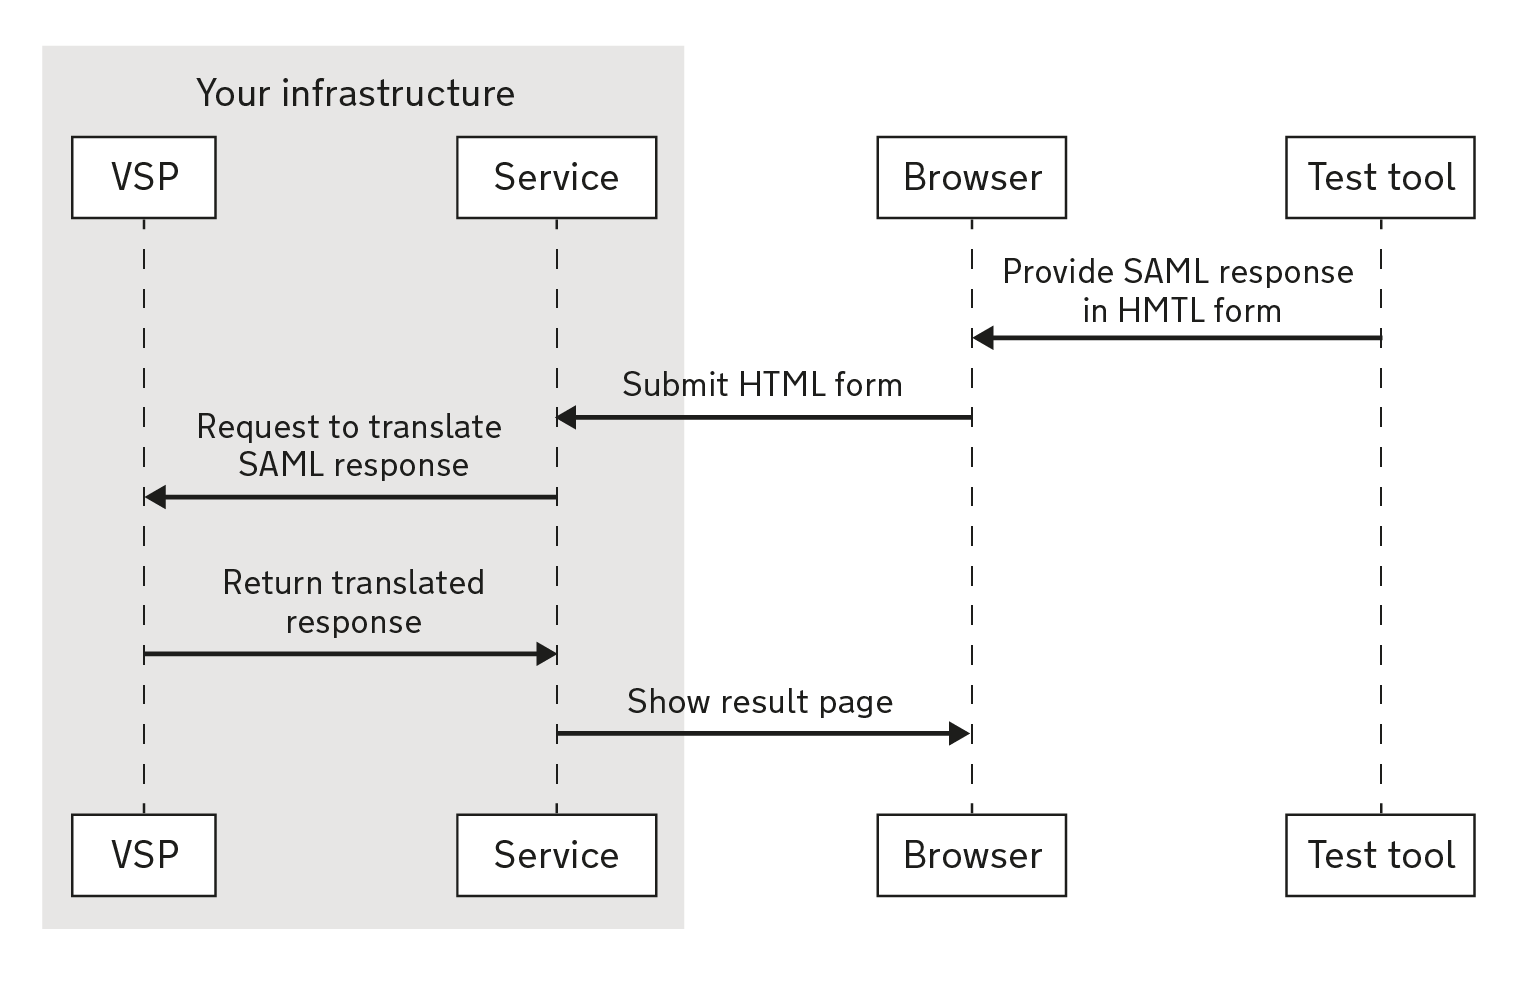 Your infrastructure
VSP
Service
Browser
Test tool
Provide SAML response
in HMTL form
Submit HTML form
Request to translate
SAML response
Return translated
response
Show result page
VSP
Service
Browser
Test tool